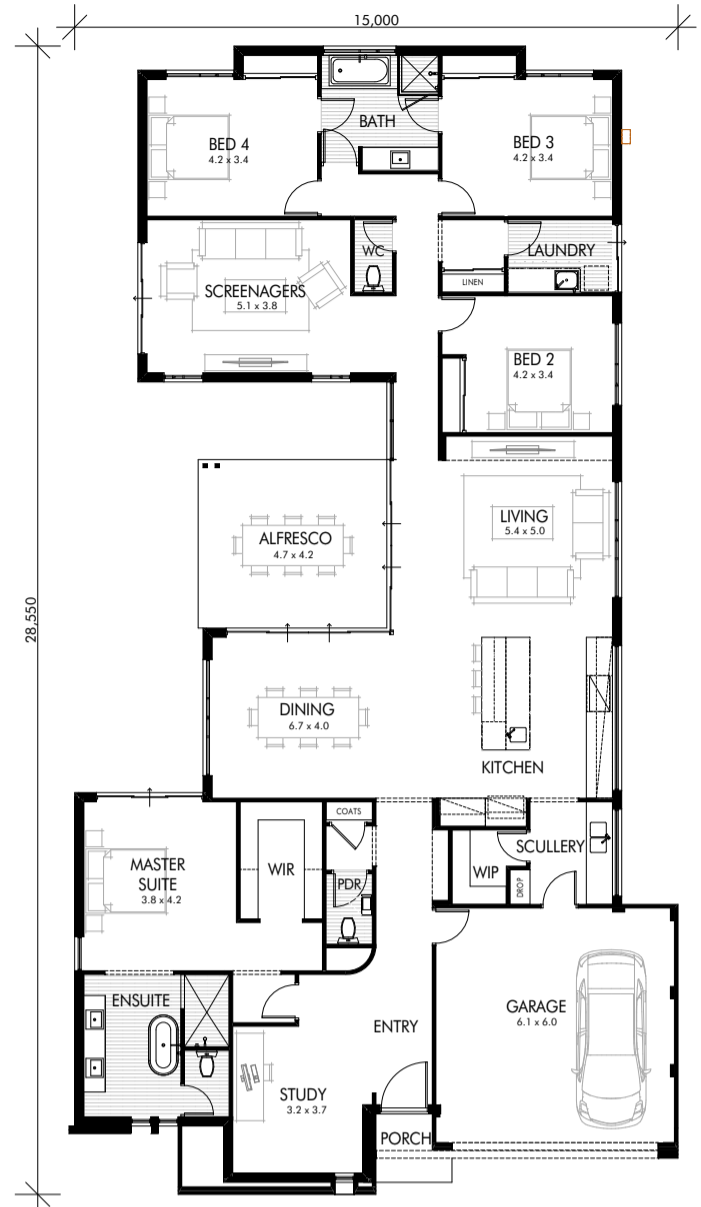 15,000
28,550
BATH
BED 4
4.2 x 3.4
BED 3
4.2 x 3.4
WC
LAUNDRY
LINEN
SCREENAGERS
5.1 x 3.8
BED 2
4.2 x 3.4
LIVING
5.4 x 5.0
ALFRESCO
4.7 x 4.2
DINING
6.7 x 4.0
KITCHEN
COATS
SCULLERY
MASTER
SUITE
3.8 x 4.2
WIR
PDR
WIP
DROP
ENSUITE
GARAGE
6.1 x 6.0
ENTRY
STUDY
3.2 x 3.7
PORCH